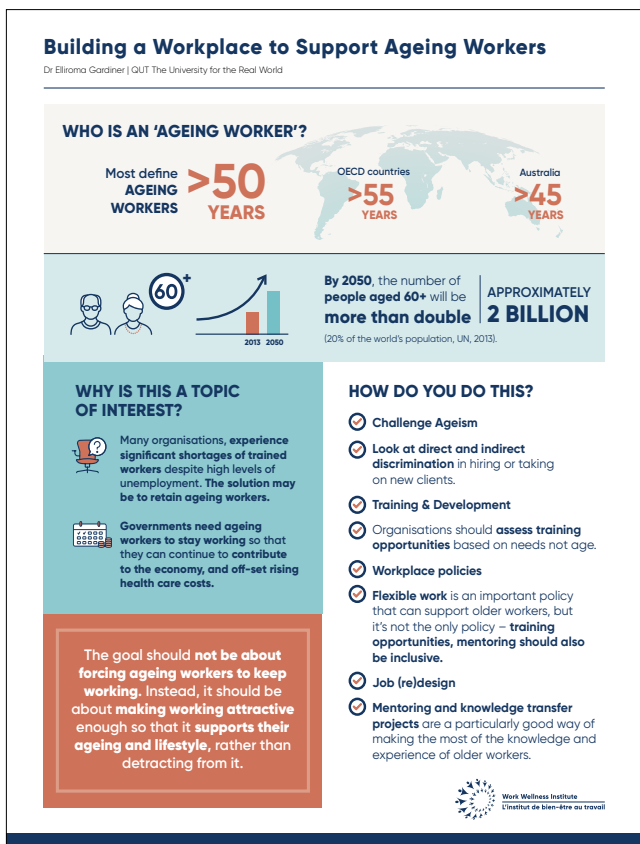 Building a Workplace to Support Ageing Workers
Dr Elliroma Gardiner | QUT The University for the Real World
WHO IS AN ‘AGEING WORKER’?
Most define
AGEING
WORKERS
>50
YEARS
OECD countries
>55
YEARS
Australia
>45
YEARS
60+
2013 2050
By 2050, the number of
people aged 60+ will be
more than double
(20% of the world's population, UN, 2013).
APPROXIMATELY
2 BILLION
WHY IS THIS A TOPIC
OF INTEREST?
Many organisations, experience
significant shortages of trained
workers despite high levels of
unemployment. The solution may
be to retain ageing workers.
Governments need ageing
workers to stay working so that
they can continue to contribute
to the economy, and off-set rising
health care costs.
The goal should not be about
forcing ageing workers to keep
working. Instead, it should be
about making working attractive
enough so that it supports their
ageing and lifestyle, rather than
detracting from it.
HOW DO YOU DO THIS?
Challenge Ageism
Look at direct and indirect
discrimination in hiring or taking
on new clients.
Training & Development
Organisations should assess training
opportunities based on needs not age.
Workplace policies
Flexible work is an important policy
that can support older workers, but
it's not the only policy – training
opportunities, mentoring should also
be inclusive.
Job (re)design
Mentoring and knowledge transfer
projects are a particularly good way of
making the most of the knowledge and
experience of older workers.
Work Wellness Institute
L'institut de bien-être au travail